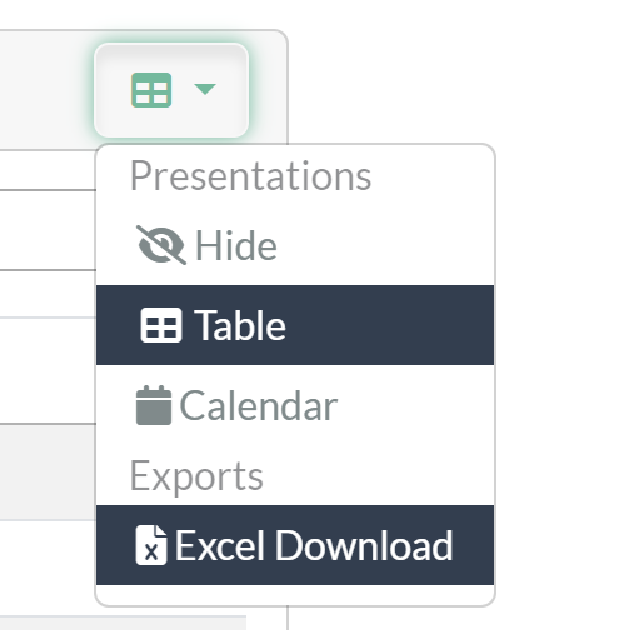 Presentations
Hide
Table
Calendar
Exports
Excel Download